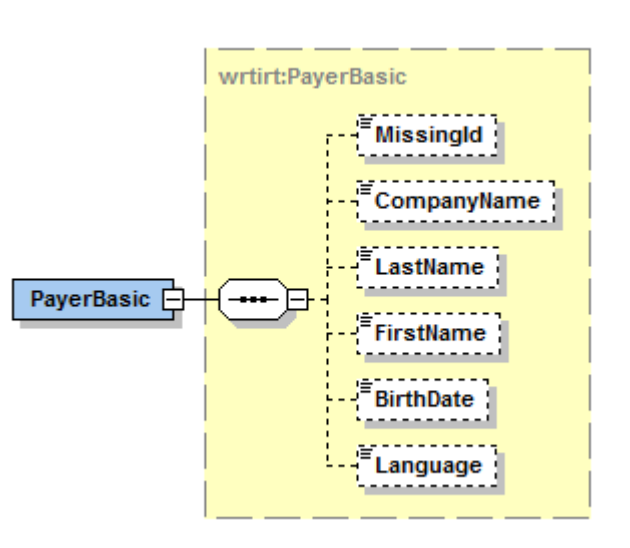 wrtirt:PayerBasic
MissingId
CompanyName
LastName
PayerBasic
FirstName
BirthDate
Language